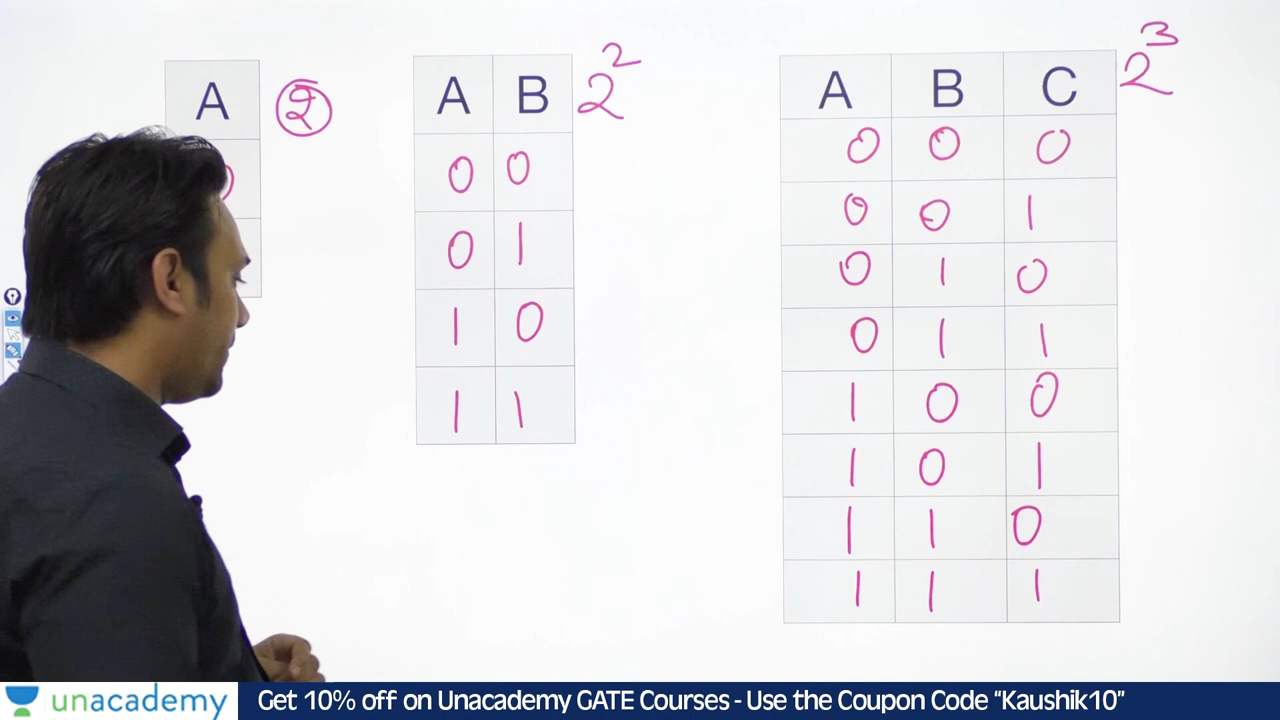 A 2
0
A B 2²
0 0
0 1
1 0
1 1
A B C 2³
0 0 0
0 0 1
0 1 0
0 1 1
1 0 0
1 0 1
1 1 0
1 1 1
unacademy
Get 10% off on Unacademy GATE Courses - Use the Coupon Code “Kaushik10”